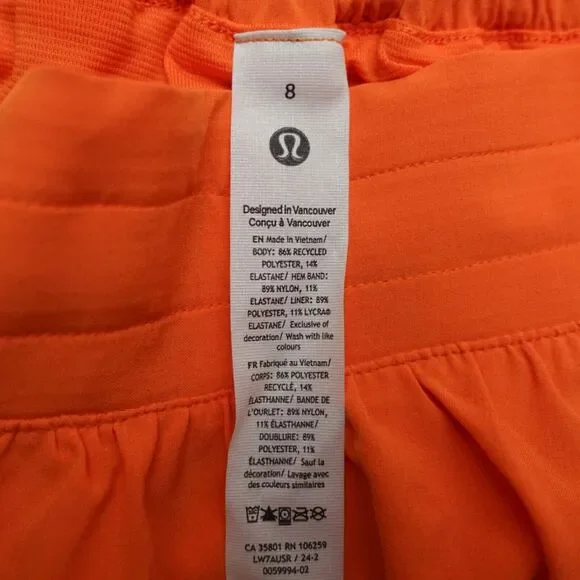 8
Designed in Vancouver
Conçu à Vancouver
EN Made in Vietnam/
BODY: 86% RECYCLED
POLYESTER, 14%
ELASTANE/ HEM BAND:
89% NYLON, 11%
ELASTANE/ LINER: 89%
POLYESTER, 11% LYCRA®
ELASTANE/ Exclusive of
decoration/ Wash with like
colours
FR Fabriqué au Vietnam/
CORPS: 86% POLYESTER
RECYCLÉ, 14%
ÉLASTHANNE/ BANDE DE
L'OURLET: 89% NYLON,
11% ÉLASTHANNE/
DOUBLURE: 89%
POLYESTER, 11%
ÉLASTHANNE/ Sauf la
décoration/ Lavage avec
des couleurs similaires
CA 35801 RN 106259
LW7AUSR / 24-2
0059994-02